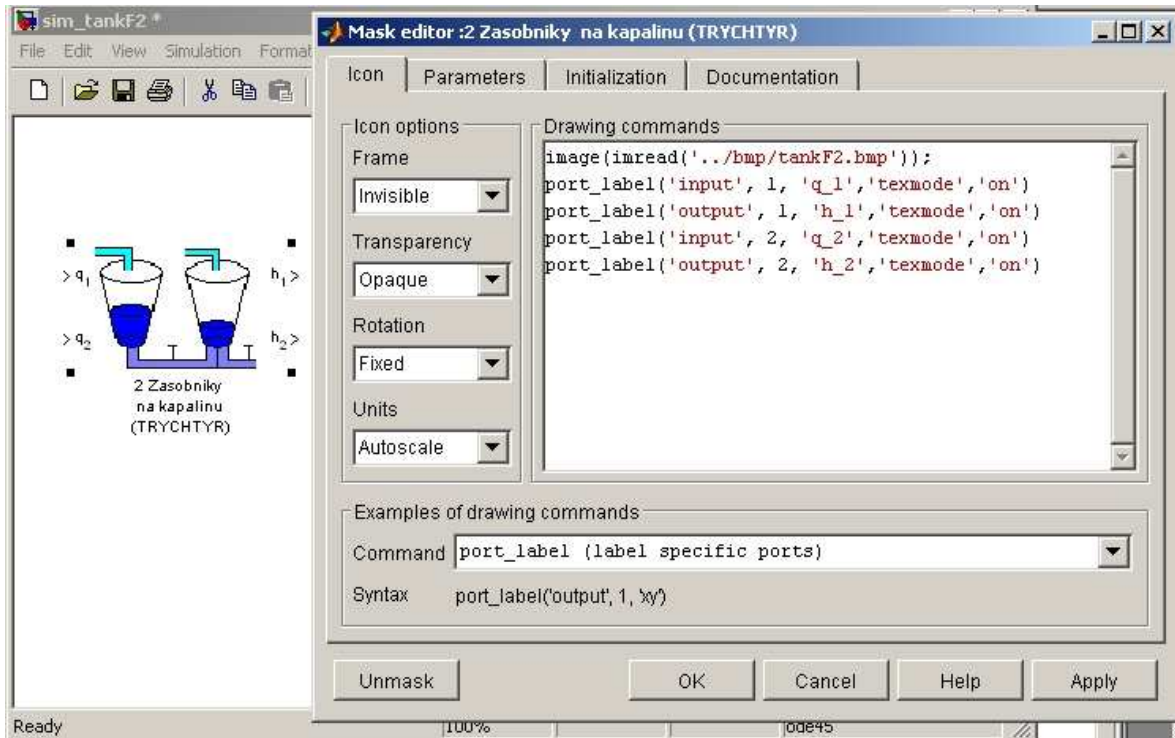 sim_tankF2 *
File Edit View Simulation Format
> q1
h1 >
> q2
h2 >
2 Zasobniky
na kapalinu
(TRYCHTYR)
Ready
100%
ode45
Mask editor :2 Zasobniky na kapalinu (TRYCHTYR)
Icon Parameters Initialization Documentation
Icon options
Frame
Invisible
Transparency
Opaque
Rotation
Fixed
Units
Autoscale
Drawing commands
image(imread('../bmp/tankF2.bmp'));
port_label('input', 1, 'q_1','texmode','on')
port_label('output', 1, 'h_1','texmode','on')
port_label('input', 2, 'q_2','texmode','on')
port_label('output', 2, 'h_2','texmode','on')
Examples of drawing commands
Command port_label (label specific ports)
Syntax port_label('output', 1, 'xy')
Unmask OK Cancel Help Apply